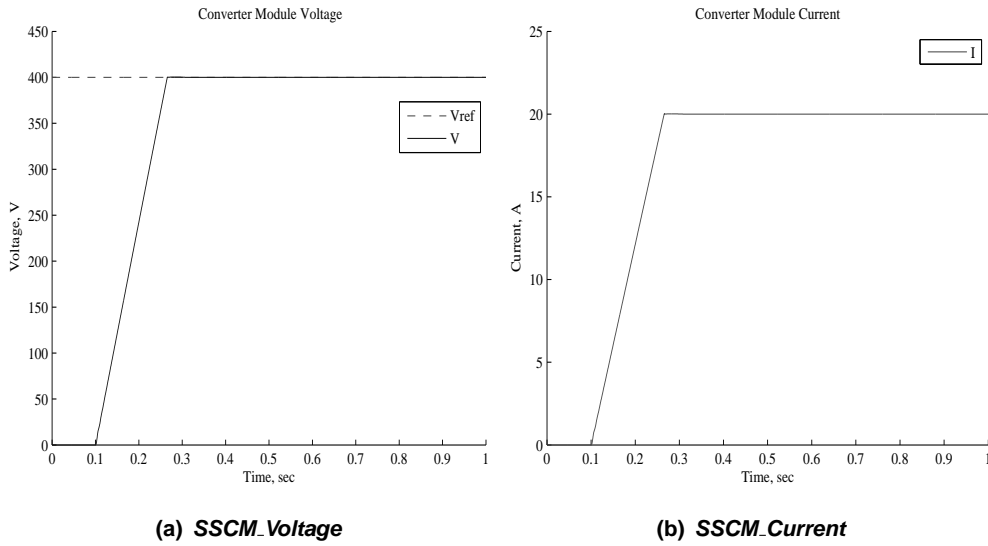 Converter Module Voltage
450
400
350
300
250
200
150
100
50
0
Voltage, V
Vref
V
0 0.1 0.2 0.3 0.4 0.5 0.6 0.7 0.8 0.9 1
Time, sec
(a) SSCM_Voltage
Converter Module Current
25
20
15
10
5
0
Current, A
I
0 0.1 0.2 0.3 0.4 0.5 0.6 0.7 0.8 0.9 1
Time, sec
(b) SSCM_Current